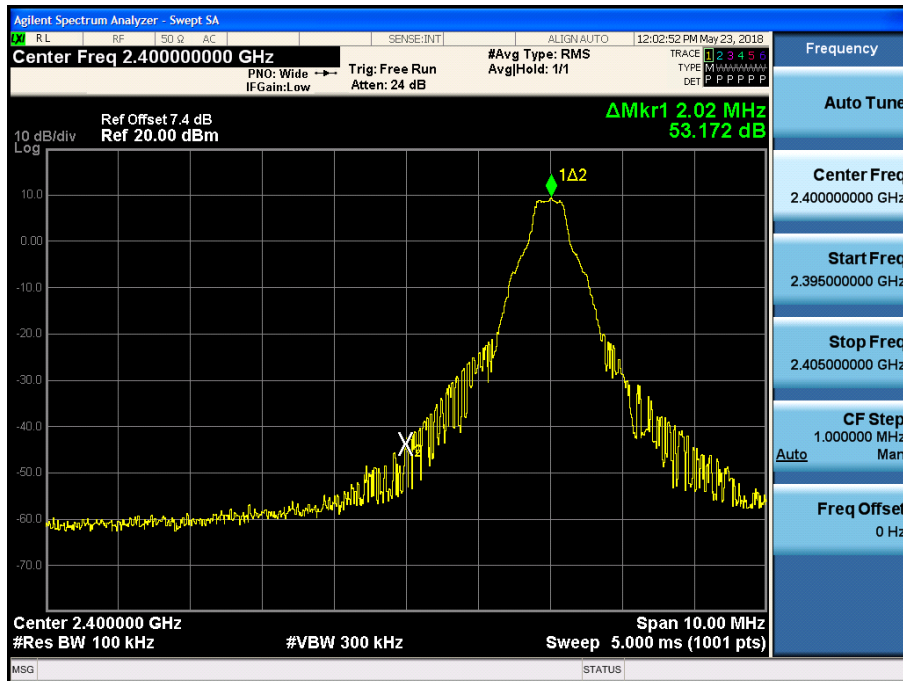 Agilent Spectrum Analyzer - Swept SA
LXI RL RF 50 Ω AC SENSE:INT ALIGN AUTO 12:02:52 PM May 23, 2018
Center Freq 2.400000000 GHz
PNO: Wide
IFGain:Low
Trig: Free Run
Atten: 24 dB
#Avg Type: RMS
Avg|Hold: 1/1
TRACE 1 2 3 4 5 6
TYPE M WWWWW
DET P P P P P P
ΔMkr1 2.02 MHz
53.172 dB
Ref Offset 7.4 dB
10 dB/div Ref 20.00 dBm
Log
1Δ2
10.0
0.00
-10.0
-20.0
-30.0
-40.0
2
-50.0
-60.0
-70.0
Center 2.400000 GHz Span 10.00 MHz
#Res BW 100 kHz #VBW 300 kHz Sweep 5.000 ms (1001 pts)
MSG STATUS
Frequency
Auto Tune
Center Freq
2.400000000 GHz
Start Freq
2.395000000 GHz
Stop Freq
2.405000000 GHz
CF Step
1.000000 MHz
Auto Man
Freq Offset
0 Hz